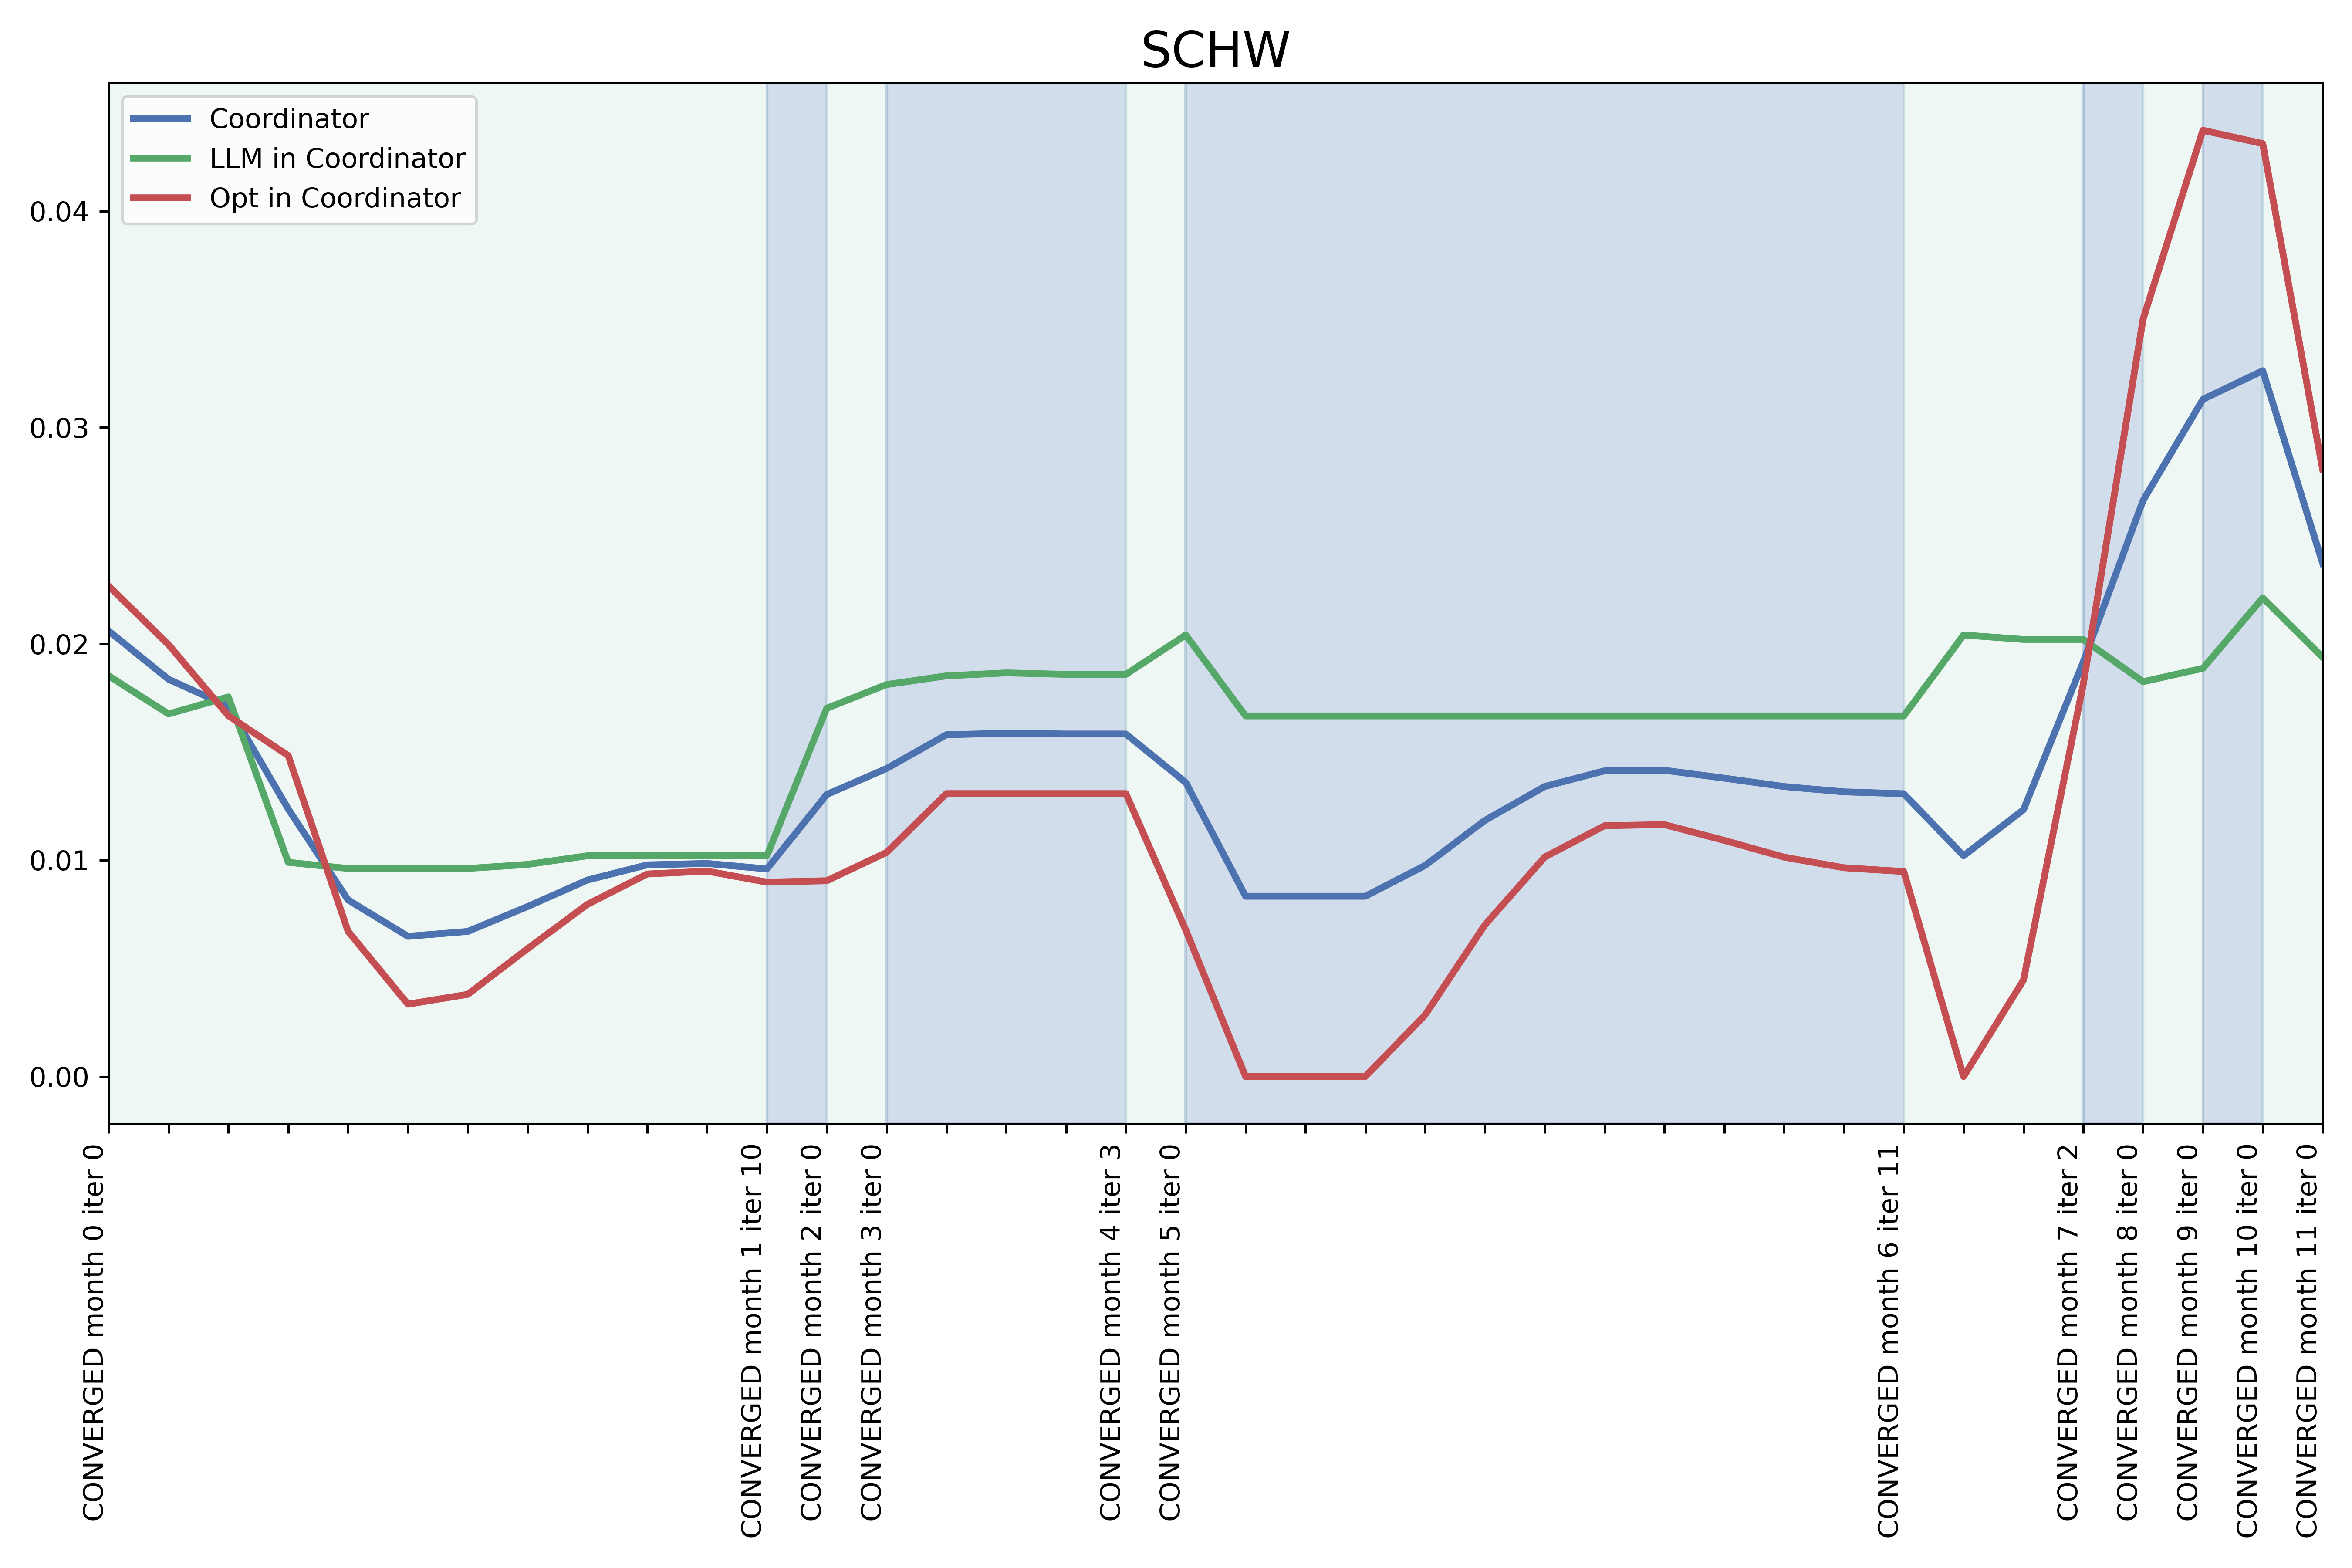 SCHW
Coordinator
LLM in Coordinator
Opt in Coordinator
0.04
0.03
0.02
0.01
0.00
CONVERGED month 0 iter 0
CONVERGED month 1 iter 10
CONVERGED month 2 iter 0
CONVERGED month 3 iter 0
CONVERGED month 4 iter 3
CONVERGED month 5 iter 0
CONVERGED month 6 iter 11
CONVERGED month 7 iter 2
CONVERGED month 8 iter 0
CONVERGED month 9 iter 0
CONVERGED month 10 iter 0
CONVERGED month 11 iter 0